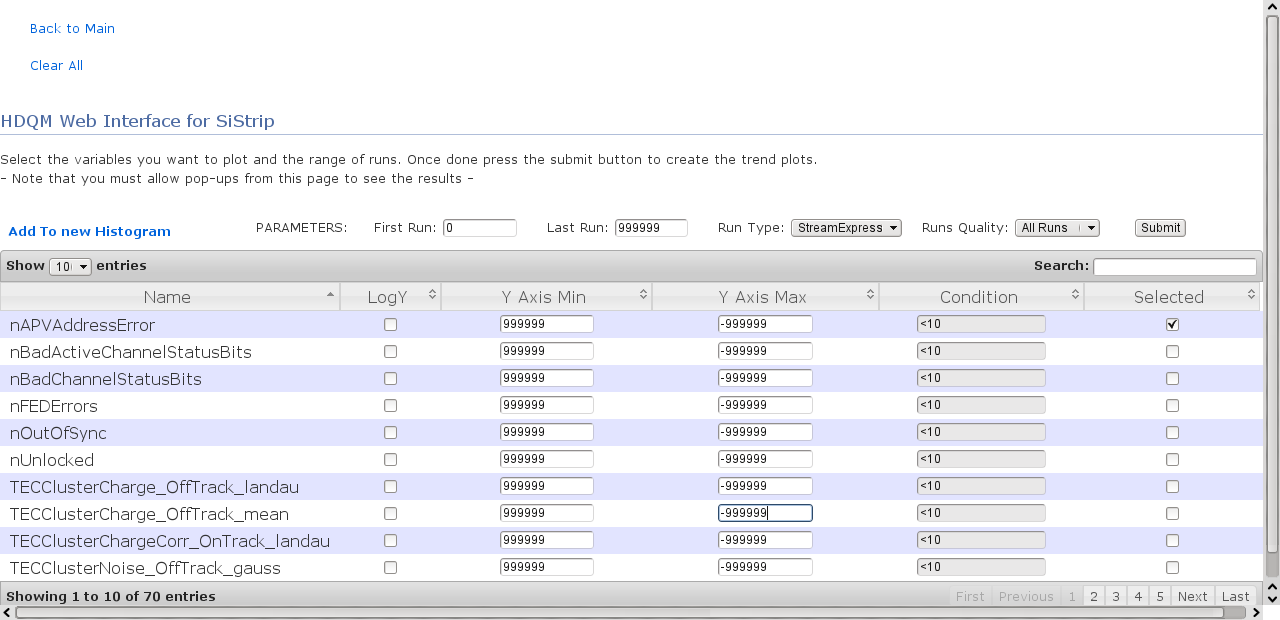 Back to Main
Clear All
HDQM Web Interface for SiStrip
Select the variables you want to plot and the range of runs. Once done press the submit button to create the trend plots.
- Note that you must allow pop-ups from this page to see the results -
Add To new Histogram PARAMETERS: First Run: 0 Last Run: 999999 Run Type: StreamExpress Runs Quality: All Runs Submit
Show 10 entries Search:
Name LogY Y Axis Min Y Axis Max Condition Selected
nAPVAddressError 999999 -999999 <10
nBadActiveChannelStatusBits 999999 -999999 <10
nBadChannelStatusBits 999999 -999999 <10
nFEDErrors 999999 -999999 <10
nOutOfSync 999999 -999999 <10
nUnlocked 999999 -999999 <10
TECClusterCharge_OffTrack_landau 999999 -999999 <10
TECClusterCharge_OffTrack_mean 999999 -999999 <10
TECClusterChargeCorr_OnTrack_landau 999999 -999999 <10
TECClusterNoise_OffTrack_gauss 999999 -999999 <10
Showing 1 to 10 of 70 entries First Previous 1 2 3 4 5 Next Last